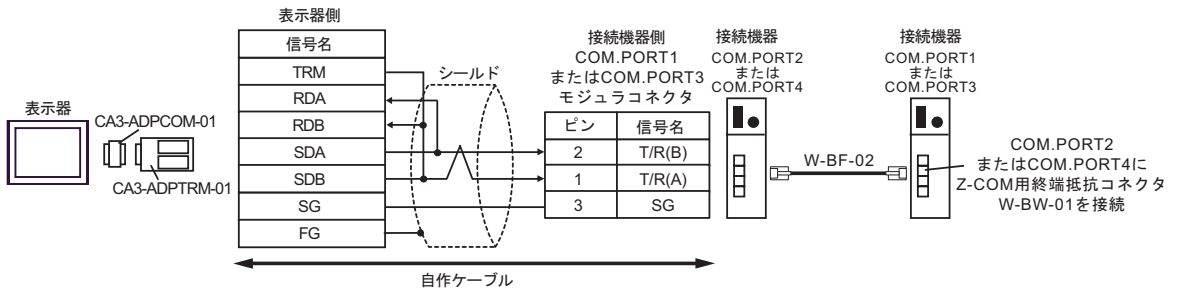 表示器
CA3-ADPCOM-01
CA3-ADPTRM-01
表示器側
信号名
TRM
RDA
RDB
SDA
SDB
SG
FG
シールド
自作ケーブル
接続機器側
COM.PORT1
またはCOM.PORT3
モジュラコネクタ
ピン 信号名
2 T/R(B)
1 T/R(A)
3 SG
接続機器
COM.PORT2
または
COM.PORT4
W-BF-02
接続機器
COM.PORT1
または
COM.PORT3
COM.PORT2
またはCOM.PORT4に
Z-COM用終端抵抗コネクタ
W-BW-01を接続